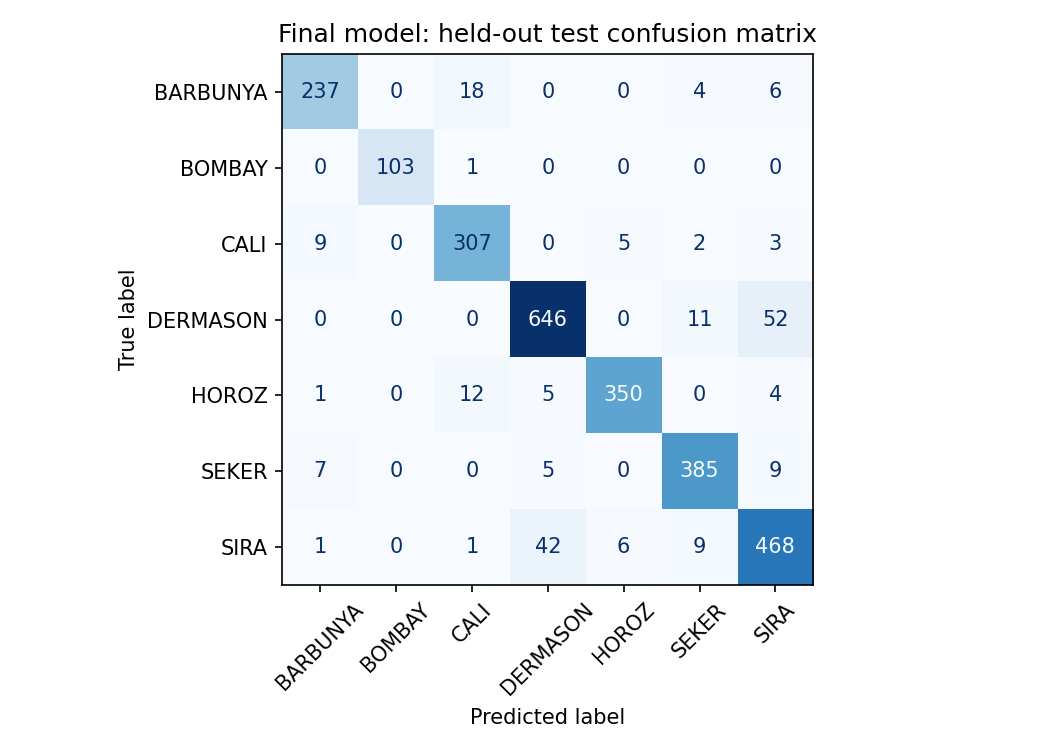 Final model: held-out test confusion matrix
BARBUNYA 237 0 18 0 0 4 6
BOMBAY 0 103 1 0 0 0 0
CALI 9 0 307 0 5 2 3
DERMASON 0 0 0 646 0 11 52
HOROZ 1 0 12 5 350 0 4
SEKER 7 0 0 5 0 385 9
SIRA 1 0 1 42 6 9 468
True label
BARBUNYA BOMBAY CALI DERMASON HOROZ SEKER SIRA
Predicted label